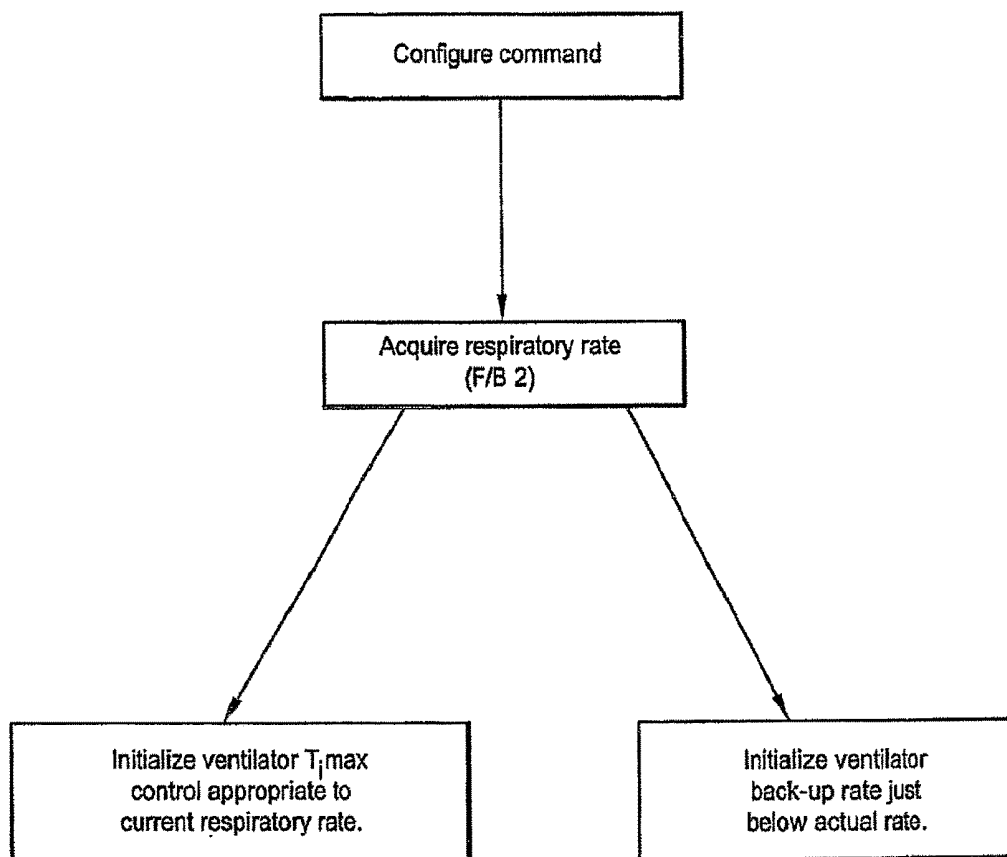 Configure command
Acquire respiratory rate
(F/B 2)
Initialize ventilator Timax
control appropriate to
current respiratory rate.
Initialize ventilator
back-up rate just
below actual rate.